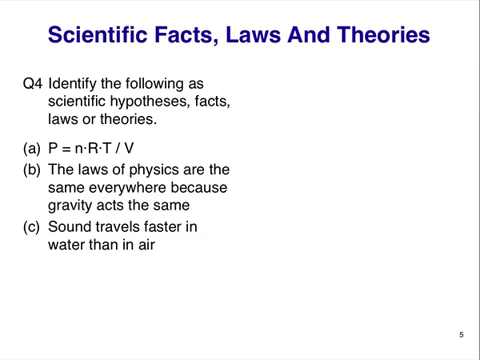 Scientific Facts, Laws And Theories
Q4 Identify the following as
scientific hypotheses, facts,
laws or theories.
(a) P = n·R·T / V
(b) The laws of physics are the
same everywhere because
gravity acts the same
(c) Sound travels faster in
water than in air
5